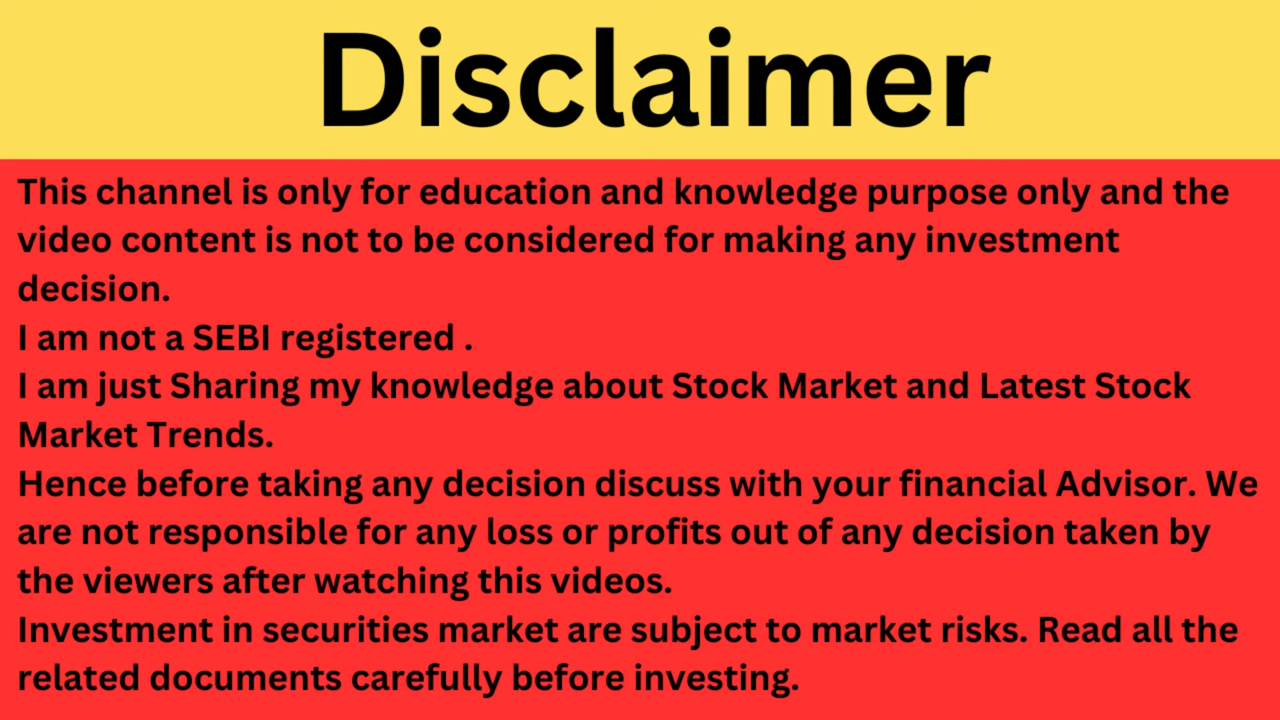 Disclaimer
This channel is only for education and knowledge purpose only and the
video content is not to be considered for making any investment
decision.
I am not a SEBI registered .
I am just Sharing my knowledge about Stock Market and Latest Stock
Market Trends.
Hence before taking any decision discuss with your financial Advisor. We
are not responsible for any loss or profits out of any decision taken by
the viewers after watching this videos.
Investment in securities market are subject to market risks. Read all the
related documents carefully before investing.